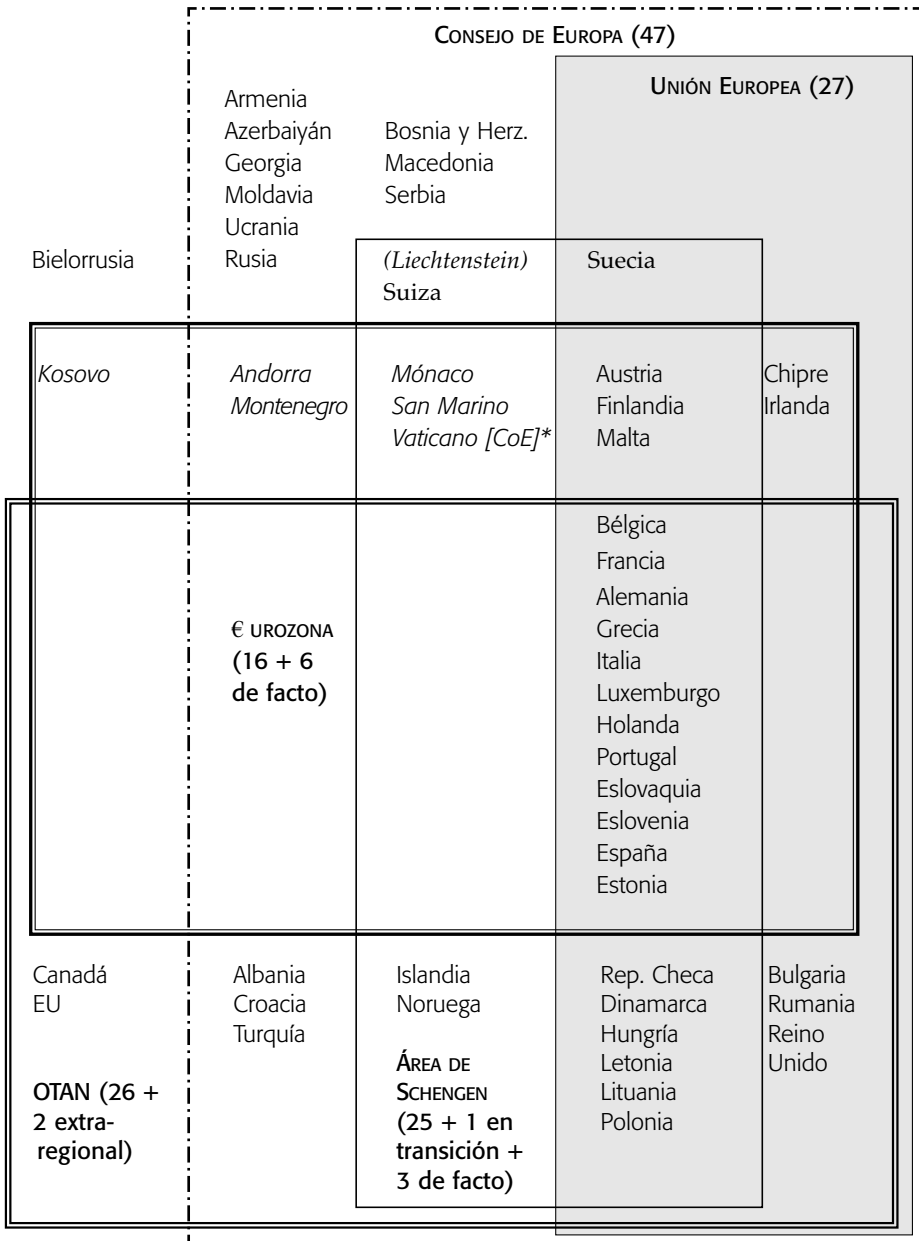 CONSEJO DE EUROPA (47)
UNIÓN EUROPEA (27)
Armenia
Azerbaiyán
Georgia
Moldavia
Ucrania
Rusia
Bosnia y Herz.
Macedonia
Serbia
Bielorrusia
(Liechtenstein)
Suiza
Suecia
Kosovo
Andorra
Montenegro
Mónaco
San Marino
Vaticano [CoE]*
Austria
Finlandia
Malta
Chipre
Irlanda
€ UROZONA
(16 + 6
de facto)
Bélgica
Francia
Alemania
Grecia
Italia
Luxemburgo
Holanda
Portugal
Eslovaquia
Eslovenia
España
Estonia
Canadá
EU
OTAN (26 +
2 extra-
regional)
Albania
Croacia
Turquía
Islandia
Noruega
ÁREA DE
SCHENGEN
(25 + 1 en
transición +
3 de facto)
Rep. Checa
Dinamarca
Hungría
Letonia
Lituania
Polonia
Bulgaria
Rumania
Reino
Unido